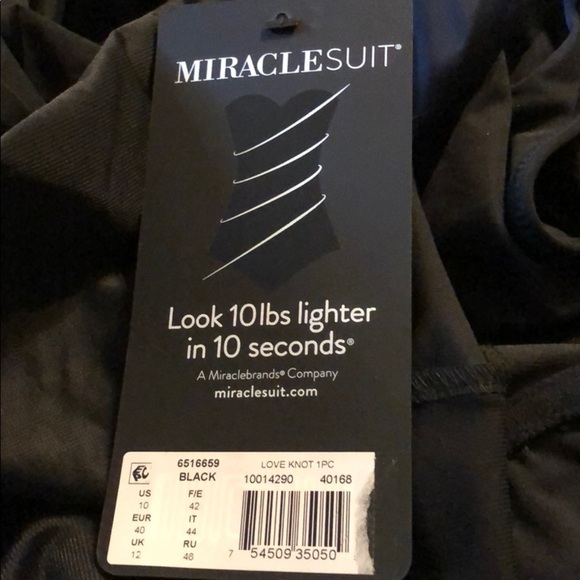 MIRACLESUIT®
Look 10lbs lighter
in 10 seconds®
A Miraclebrands® Company
miraclesuit.com
6516659 LOVE KNOT 1PC
BLACK 10014290 40168
US F/E
10 42
EUR IT
40 44
UK RU
12 46
7 54509 35050